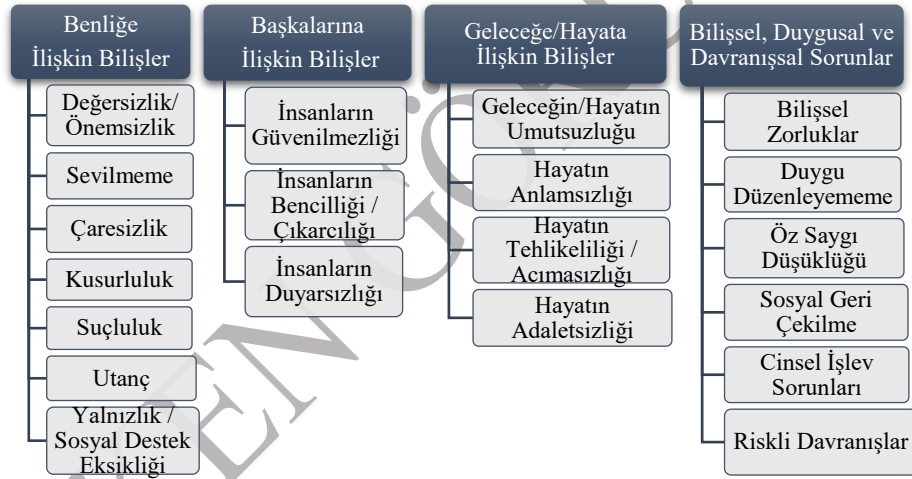 Benliğe
İlişkin Bilişler
Değersizlik/
Önemsizlik
Sevilmeme
Çaresizlik
Kusurluluk
Suçluluk
Utanç
Yalnızlık /
Sosyal Destek
Eksikliği
Başkalarına
İlişkin Bilişler
İnsanların
Güvenilmezliği
İnsanların
Bencilliği /
Çıkarcılığı
İnsanların
Duyarsızlığı
Geleceğe/Hayata
İlişkin Bilişler
Geleceğin/Hayatın
Umutsuzluğu
Hayatın
Anlamsızlığı
Hayatın
Tehlikeliliği /
Acımasızlığı
Hayatın
Adaletsizliği
Bilişsel, Duygusal ve
Davranışsal Sorunlar
Bilişsel
Zorluklar
Duygu
Düzenleyememe
Öz Saygı
Düşüklüğü
Sosyal Geri
Çekilme
Cinsel İşlev
Sorunları
Riskli Davranışlar